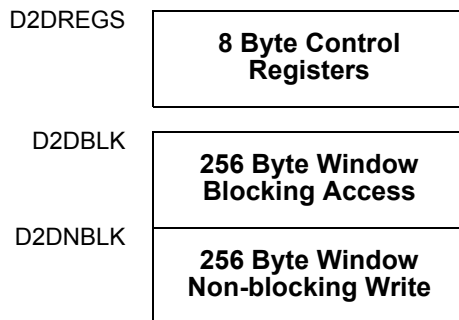 D2DREGS
8 Byte Control
Registers
D2DBLK
256 Byte Window
Blocking Access
D2DNBLK
256 Byte Window
Non-blocking Write